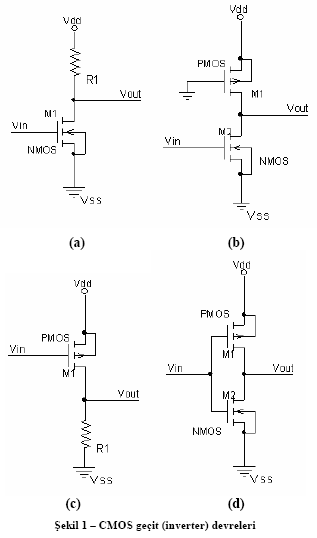 Vdd
R1
Vout
M1
Vin
NMOS
Vss
(a)
Vdd
PMOS
M1
Vout
M2
Vin
NMOS
Vss
(b)
Vdd
PMOS
Vin
M1
Vout
R1
Vss
(c)
Vdd
PMOS
M1
Vin
Vout
M2
NMOS
Vss
(d)
Şekil 1 – CMOS geçit (inverter) devreleri